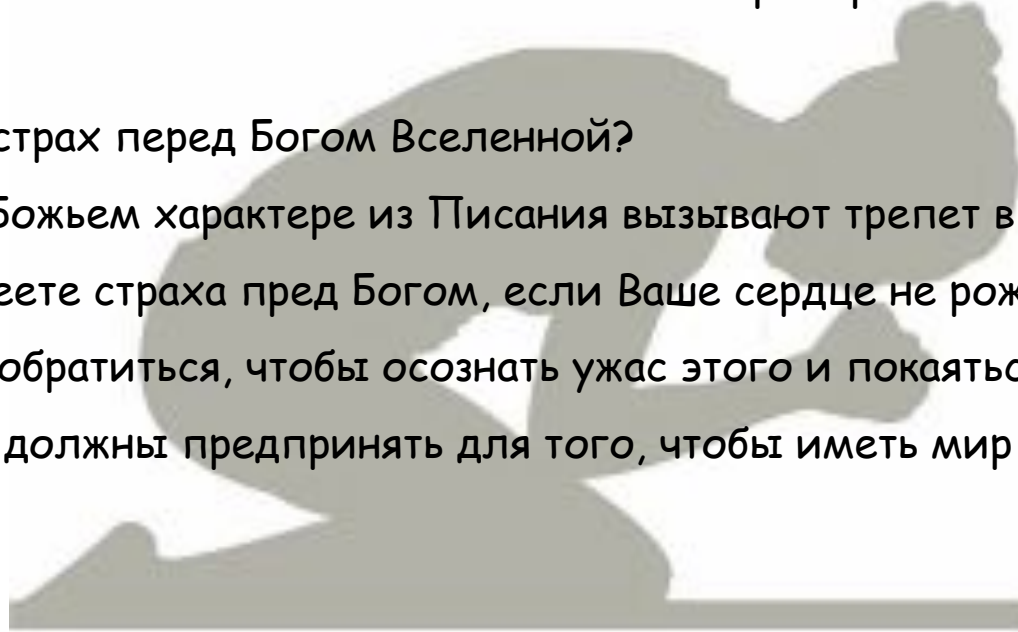 страх перед Богом Вселенной?
Божьем характере из Писания вызывают трепет в
страха пред Богом, если Ваше сердце не
обратиться, чтобы осознать ужас этого и
должны предпринять для того, чтобы иметь мир